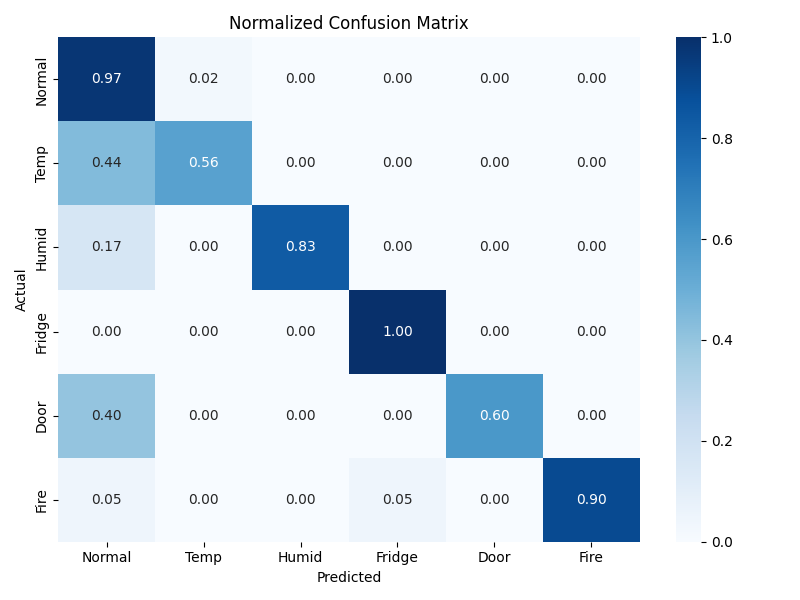 Normalized Confusion Matrix
Actual
Normal 0.97 0.02 0.00 0.00 0.00 0.00
Temp 0.44 0.56 0.00 0.00 0.00 0.00
Humid 0.17 0.00 0.83 0.00 0.00 0.00
Fridge 0.00 0.00 0.00 1.00 0.00 0.00
Door 0.40 0.00 0.00 0.00 0.60 0.00
Fire 0.05 0.00 0.00 0.05 0.00 0.90
Normal Temp Humid Fridge Door Fire
Predicted
1.0
0.8
0.6
0.4
0.2
0.0